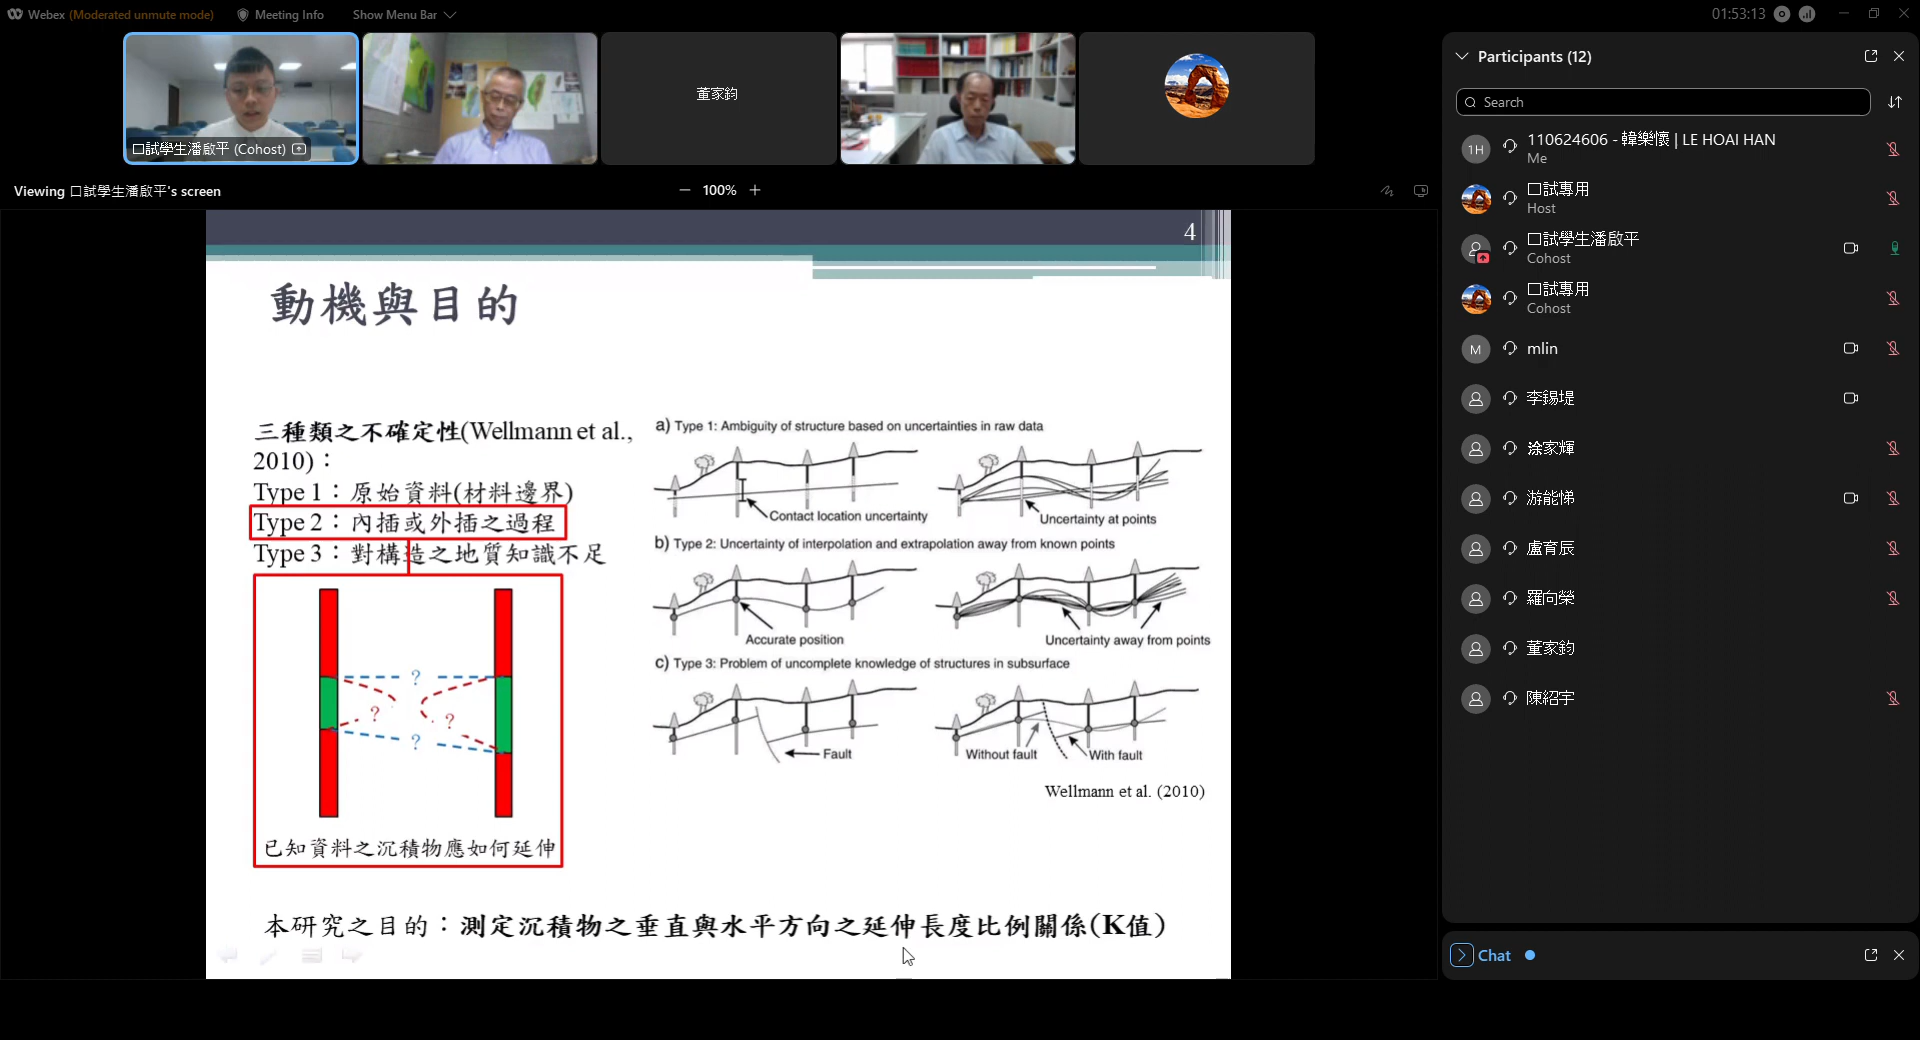 Webex (Moderated unmute mode)
Meeting Info
Show Menu Bar
01:53:13
口試學生潘啟平 (Cohost)
董家鈞
Viewing 口試學生潘啟平's screen
100%
4
動機與目的
三種類之不確定性(Wellmann et al.,
2010)：
Type 1：原始資料(材料邊界)
Type 2：內插或外插之過程
Type 3：對構造之地質知識不足
?
?
?
?
已知資料之沉積物應如何延伸
a) Type 1: Ambiguity of structure based on uncertainties in raw data
Contact location uncertainty
Uncertainty at points
b) Type 2: Uncertainty of interpolation and extrapolation away from known points
Accurate position
Uncertainty away from points
c) Type 3: Problem of uncomplete knowledge of structures in subsurface
Fault
Without fault
With fault
Wellmann et al. (2010)
本研究之目的：測定沉積物之垂直與水平方向之延伸長度比例關係(K值)
Participants (12)
Search
1H
110624606 - 韓樂懷 | LE HOAI HAN
Me
口試專用
Host
口試學生潘啟平
Cohost
口試專用
Cohost
M
mlin
李錫堤
涂家輝
游能悌
盧育辰
羅向榮
董家鈞
陳紹宇
Chat